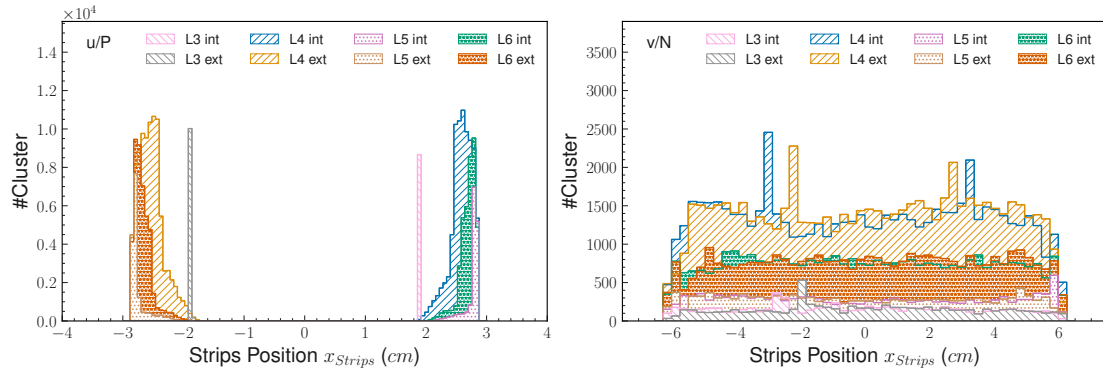 ×10⁴
u/P
L3 int L4 int L5 int L6 int
L3 ext L4 ext L5 ext L6 ext
1.4
1.2
1.0
0.8
0.6
0.4
0.2
0.0
#Cluster
−4 −3 −2 −1 0 1 2 3 4
Strips Position x_Strips (cm)
v/N
L3 int L4 int L5 int L6 int
L3 ext L4 ext L5 ext L6 ext
3500
3000
2500
2000
1500
1000
500
0
#Cluster
−6 −4 −2 0 2 4 6
Strips Position x_Strips (cm)